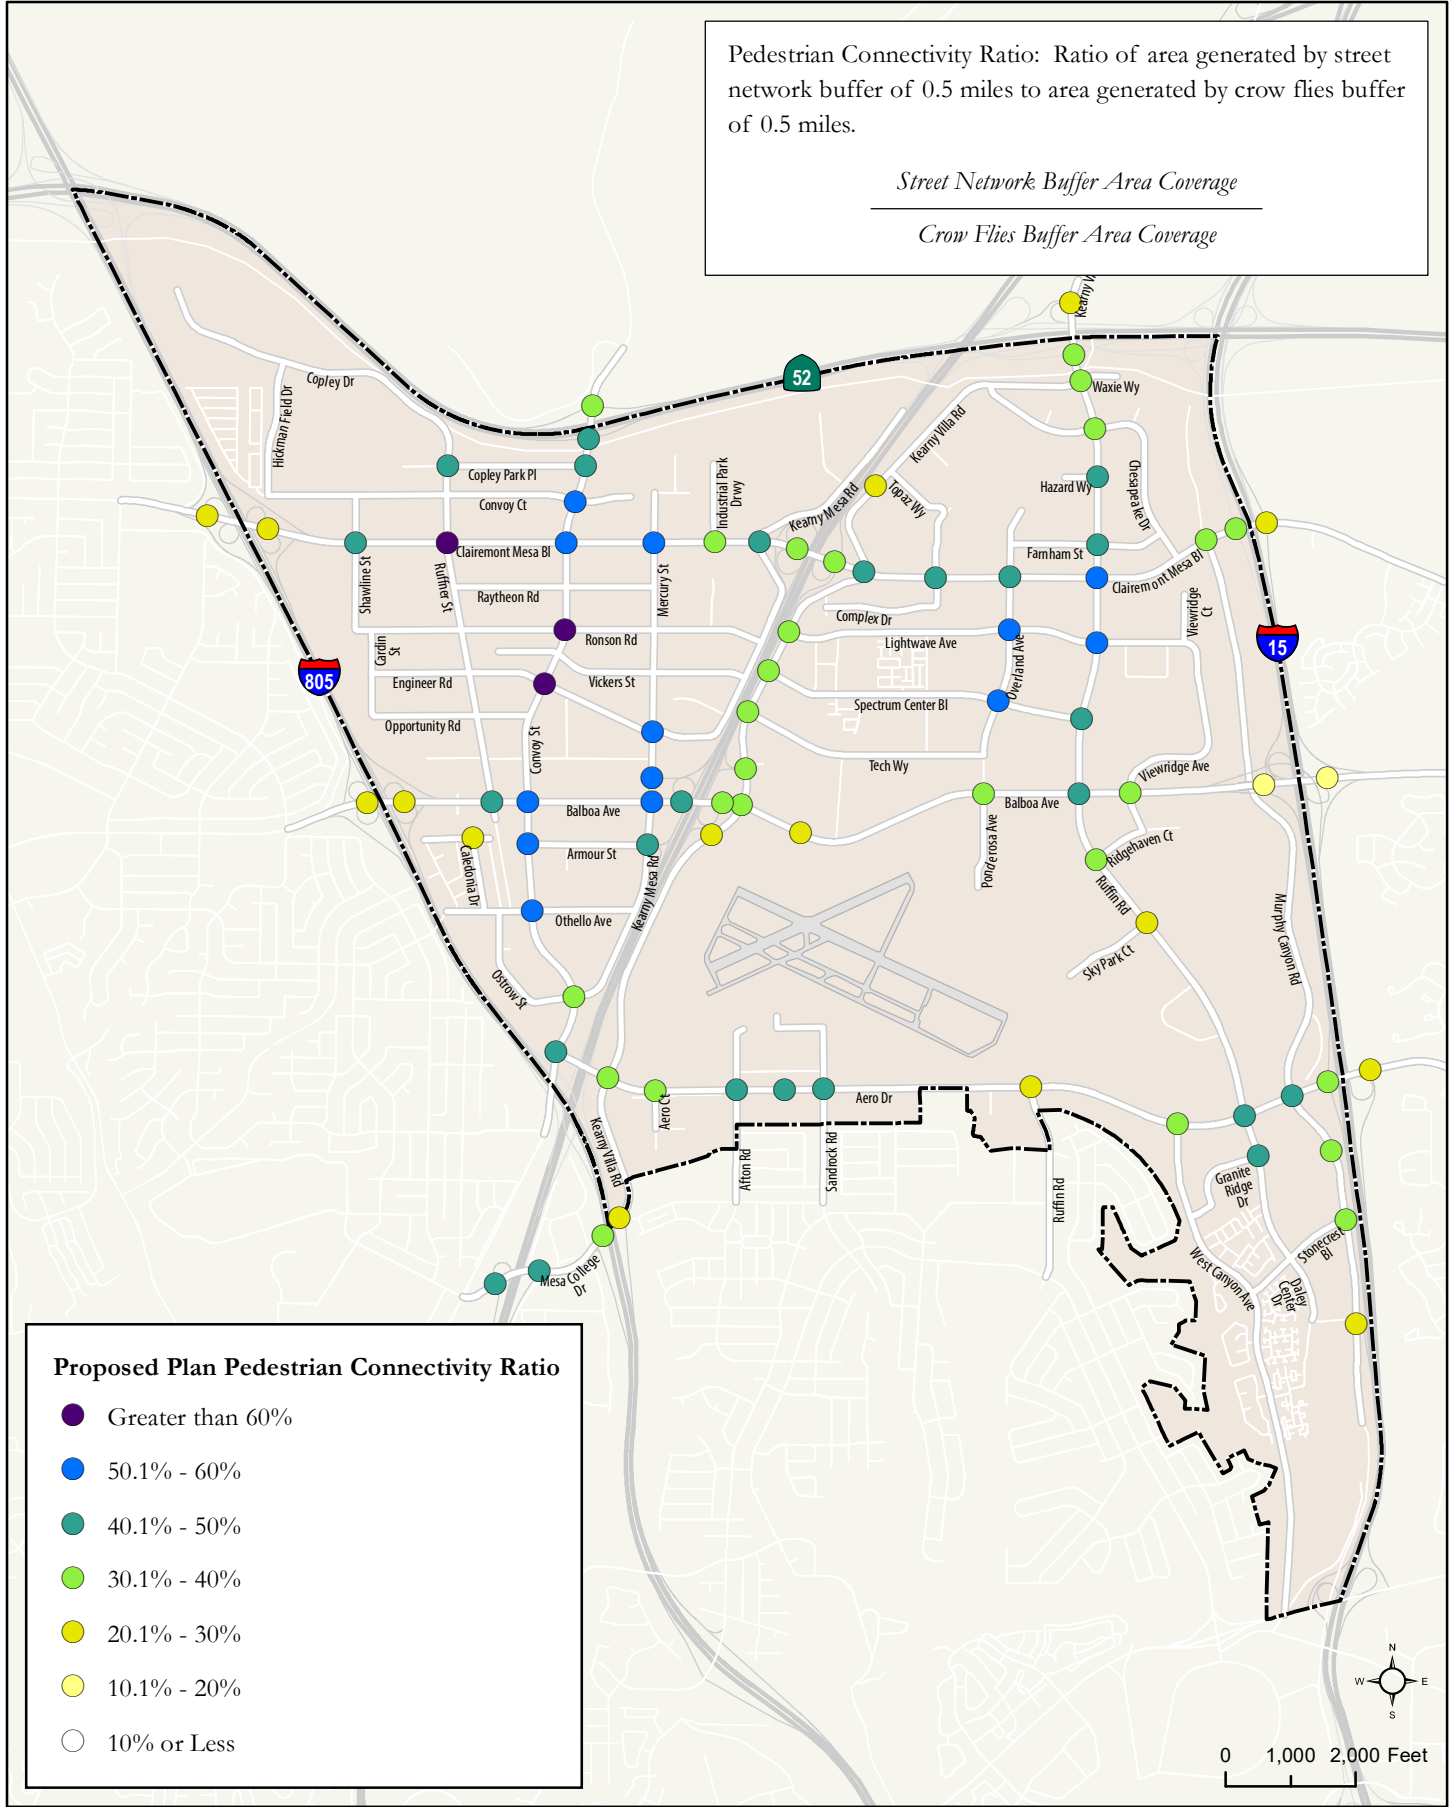 Pedestrian Connectivity Ratio: Ratio of area generated by street
network buffer of 0.5 miles to area generated by crow flies buffer
of 0.5 miles.
Street Network Buffer Area Coverage
Crow Flies Buffer Area Coverage
Kearny
52
Waxie Wy
Copley Dr
Hickman Field Dr
Kearny Villa Rd
Copley Park Pl
Industrial Park
Drwy
Chesapeake Dr
Hazard Wy
Topaz Wy
Kearny Mesa Rd
Convoy Ct
Clairemont Mesa Bl
Farnham St
Clairemont Mesa Bl
Shawline St
Ruffner St
Raytheon Rd
Mercury St
Complex Dr
Viewridge
Ct
Cardin
St
Ronson Rd
Lightwave Ave
Overland Ave
15
805
Engineer Rd
Vickers St
Spectrum Center Bl
Opportunity Rd
Convoy St
Tech Wy
Viewridge Ave
Balboa Ave
Balboa Ave
Ponderosa Ave
Ridgehaven Ct
Caledonia Dr
Armour St
Kearny Mesa Rd
Ruffin Rd
Othello Ave
Sky Park Ct
Murphy Canyon Rd
Ostrow St
Aero Ct
Aero Dr
Kearny Villa Rd
Afton Rd
Sandrock Rd
Ruffin Rd
Granite
Ridge
Dr
Stonecrest
Bl
West Canyon Ave
Daley
Center
Dr
Mesa College
Dr
Proposed Plan Pedestrian Connectivity Ratio
Greater than 60%
50.1% - 60%
40.1% - 50%
30.1% - 40%
20.1% - 30%
10.1% - 20%
10% or Less
N
W
E
S
0 1,000 2,000 Feet